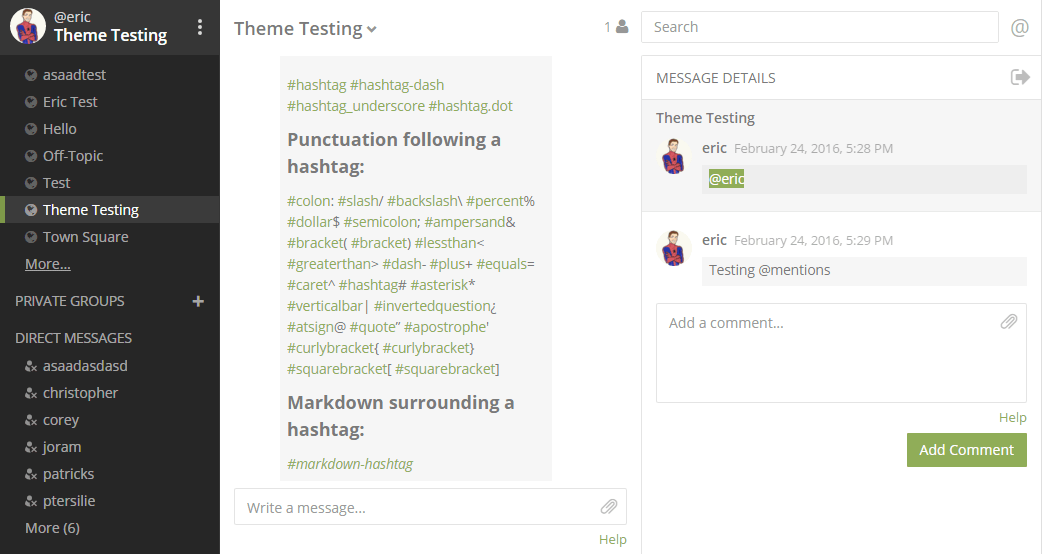 @eric
Theme Testing
asaadtest
Eric Test
Hello
Off-Topic
Test
Theme Testing
Town Square
More...
PRIVATE GROUPS +
DIRECT MESSAGES
asaadasdasd
christopher
corey
joram
patricks
ptersilie
More (6)
Theme Testing
1
#hashtag #hashtag-dash
#hashtag_underscore #hashtag.dot
Punctuation following a
hashtag:
#colon: #slash/ #backslash\ #percent%
#dollar$ #semicolon; #ampersand&
#bracket( #bracket) #lessthan<
#greaterthan> #dash- #plus+ #equals=
#caret^ #hashtag# #asterisk*
#verticalbar| #invertedquestion¿
#atsign@ #quote” #apostrophe'
#curlybracket{ #curlybracket}
#squarebracket[ #squarebracket]
Markdown surrounding a
hashtag:
#markdown-hashtag
Write a message...
Help
Search
@
MESSAGE DETAILS
Theme Testing
eric February 24, 2016, 5:28 PM
@eric
eric February 24, 2016, 5:29 PM
Testing @mentions
Add a comment...
Help
Add Comment